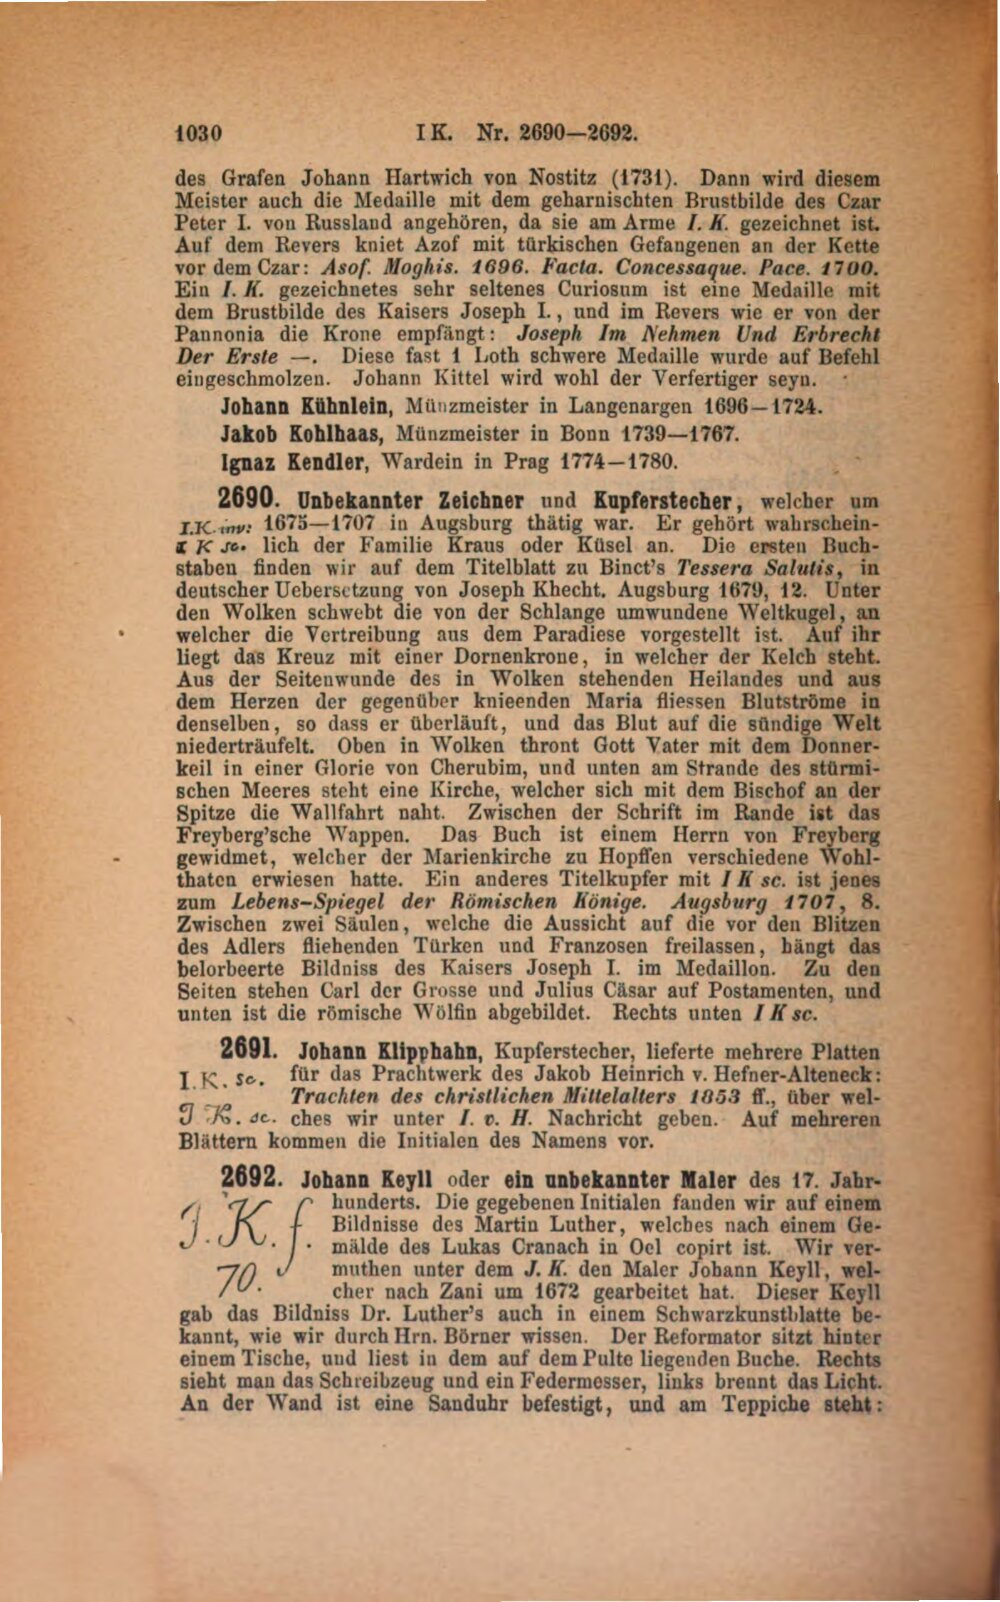 1030 I K. Nr. 2690—2692.
des Grafen Johann Hartwich von Nostitz (1731). Dann wird diesem
Meister auch die Medaille mit dem geharnischten Brustbilde des Czar
Peter I. von Russland angehören, da sie am Arme I. K. gezeichnet ist.
Auf dem Revers kniet Azof mit türkischen Gefangenen an der Kette
vor dem Czar: Asof. Moghis. 1696. Facta. Concessaque. Pace. 1700.
Ein I. K. gezeichnetes sehr seltenes Curiosum ist eine Medaille mit
dem Brustbilde des Kaisers Joseph I., und im Revers wie er von der
Pannonia die Krone empfängt: Joseph Im Nehmen Und Erbrecht
Der Erste —. Diese fast 1 Loth schwere Medaille wurde auf Befehl
eingeschmolzen. Johann Kittel wird wohl der Verfertiger seyn.
Johann Kühnlein, Münzmeister in Langenargen 1696—1724.
Jakob Kohlhaas, Münzmeister in Bonn 1739—1767.
Ignaz Kendler, Wardein in Prag 1774—1780.
2690. Unbekannter Zeichner und Kupferstecher, welcher um
I.K. inv: 1675—1707 in Augsburg thätig war. Er gehört wahrschein-
I K sc. lich der Familie Kraus oder Küsel an. Die ersten Buch-
staben finden wir auf dem Titelblatt zu Binct's Tessera Salutis, in
deutscher Uebersetzung von Joseph Khecht. Augsburg 1679, 12. Unter
den Wolken schwebt die von der Schlange umwundene Weltkugel, an
welcher die Vertreibung aus dem Paradiese vorgestellt ist. Auf ihr
liegt das Kreuz mit einer Dornenkrone, in welcher der Kelch steht.
Aus der Seitenwunde des in Wolken stehenden Heilandes und aus
dem Herzen der gegenüber knieenden Maria fliessen Blutströme in
denselben, so dass er überläuft, und das Blut auf die sündige Welt
niederträufelt. Oben in Wolken thront Gott Vater mit dem Donner-
keil in einer Glorie von Cherubim, und unten am Strande des stürmi-
schen Meeres steht eine Kirche, welcher sich mit dem Bischof an der
Spitze die Wallfahrt naht. Zwischen der Schrift im Rande ist das
Freyberg'sche Wappen. Das Buch ist einem Herrn von Freyberg
gewidmet, welcher der Marienkirche zu Hopffen verschiedene Wohl-
thaten erwiesen hatte. Ein anderes Titelkupfer mit I K sc. ist jenes
zum Lebens-Spiegel der Römischen Könige. Augsburg 1707, 8.
Zwischen zwei Säulen, welche die Aussicht auf die vor den Blitzen
des Adlers fliehenden Türken und Franzosen freilassen, hängt das
belorbeerte Bildniss des Kaisers Joseph I. im Medaillon. Zu den
Seiten stehen Carl der Grosse und Julius Cäsar auf Postamenten, und
unten ist die römische Wölfin abgebildet. Rechts unten I K sc.
2691. Johann Klipphahn, Kupferstecher, lieferte mehrere Platten
I.K. sc. für das Prachtwerk des Jakob Heinrich v. Hefner-Alteneck:
Trachten des christlichen Mittelalters 1853 ff., über wel-
J K. sc. ches wir unter I. v. H. Nachricht geben. Auf mehreren
Blättern kommen die Initialen des Namens vor.
2692. Johann Keyll oder ein unbekannter Maler des 17. Jahr-
J. K. f. hunderts. Die gegebenen Initialen fanden wir auf einem
Bildnisse des Martin Luther, welches nach einem Ge-
mälde des Lukas Cranach in Oel copirt ist. Wir ver-
70. muthen unter dem J. K. den Maler Johann Keyll, wel-
cher nach Zani um 1672 gearbeitet hat. Dieser Keyll
gab das Bildniss Dr. Luther's auch in einem Schwarzkunstblatte be-
kannt, wie wir durch Hrn. Börner wissen. Der Reformator sitzt hinter
einem Tische, und liest in dem auf dem Pulte liegenden Buche. Rechts
sieht man das Schreibzeug und ein Federmesser, links brennt das Licht.
An der Wand ist eine Sanduhr befestigt, und am Teppiche steht: